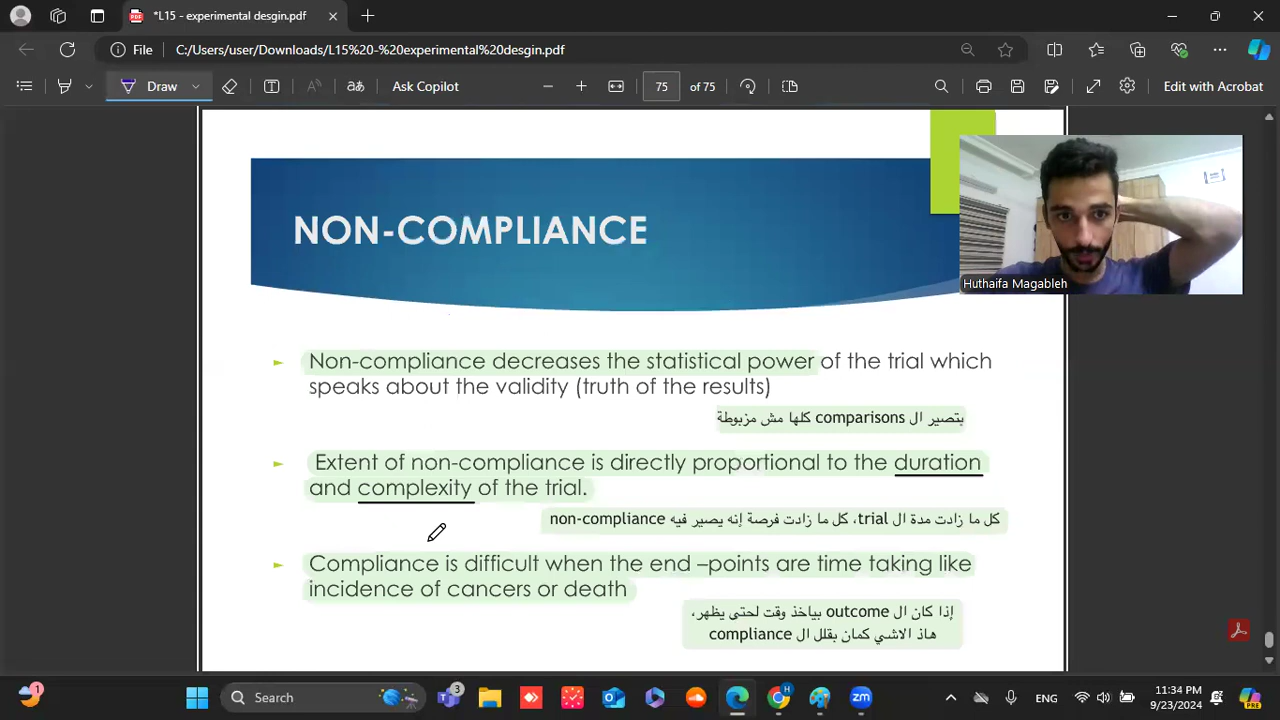 *L15 - experimental desgin.pdf
File
C:/Users/user/Downloads/L15%20-%20experimental%20desgin.pdf
Draw
Ask Copilot
75
of 75
Edit with Acrobat
NON-COMPLIANCE
Huthaifa Magableh
Non-compliance decreases the statistical power of the trial which
speaks about the validity (truth of the results)
بتصير ال comparisons كلها مش مزبوطة
Extent of non-compliance is directly proportional to the duration
and complexity of the trial.
كل ما زادت مدة ال trial، كل ما زادت فرصة إنه يصير فيه non-compliance
Compliance is difficult when the end –points are time taking like
incidence of cancers or death
إذا كان ال outcome بياخذ وقت لحتى يظهر،
هاذ الاشي كمان بقلل ال compliance
1
Search
3
zm
ENG
11:34 PM
9/23/2024
PRE